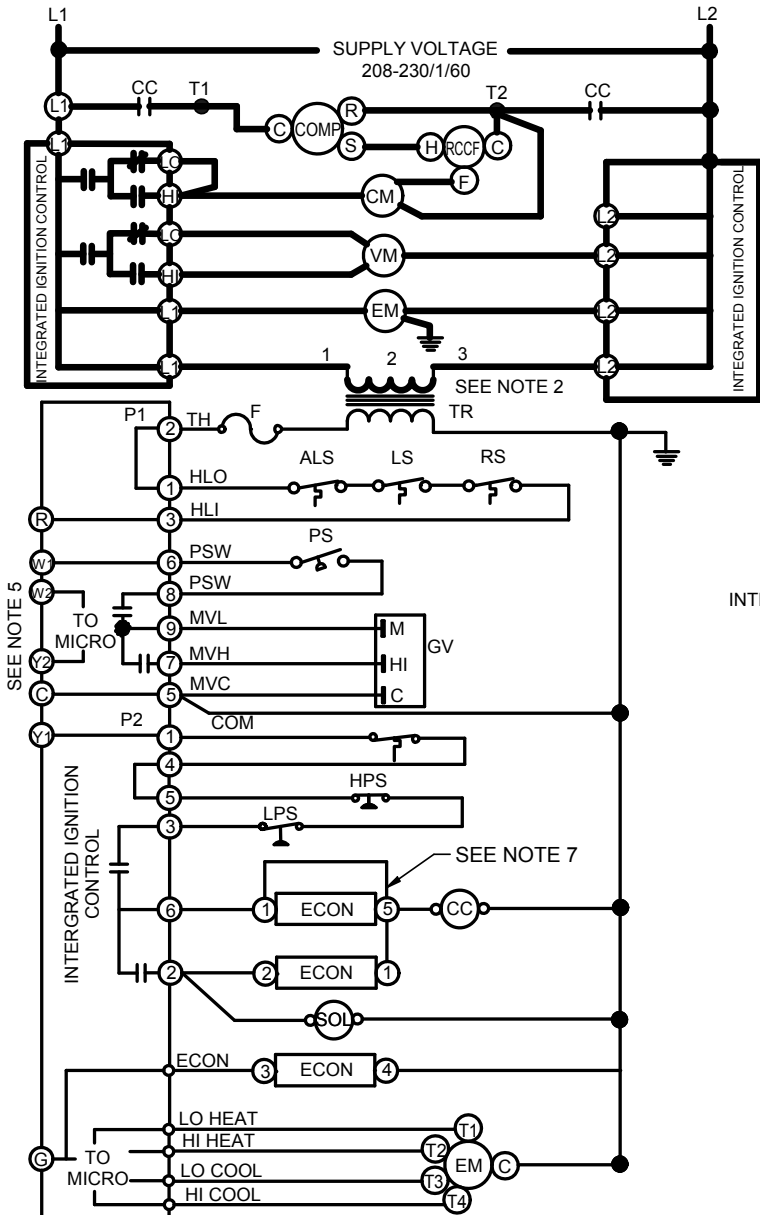 L1
L2
SUPPLY VOLTAGE
208-230/1/60
CC
T1
T2
CC
L1
C
COMP
R
S
H
RCCF
C
F
L1
LO
HI
CM
LO
HI
VM
L1
EM
L1
1
2
3
L2
L2
L2
L2
INTEGRATED IGNITION CONTROL
INTEGRATED IGNITION CONTROL
SEE NOTE 2
TR
P1
2
TH
F
1
HLO
ALS
LS
RS
R
3
HLI
W1
6
PSW
PS
W2
8
PSW
TO
MICRO
9
MVL
M
GV
7
MVH
HI
Y2
C
5
MVC
C
SEE NOTE 5
INTE
COM
Y1
P2
1
4
5
HPS
3
LPS
INTERGRATED IGNITION
CONTROL
SEE NOTE 7
6
1
ECON
5
CC
2
2
ECON
1
SOL
ECON
3
ECON
4
LO HEAT
T1
HI HEAT
T2
G
TO
MICRO
EM
C
LO COOL
T3
HI COOL
T4